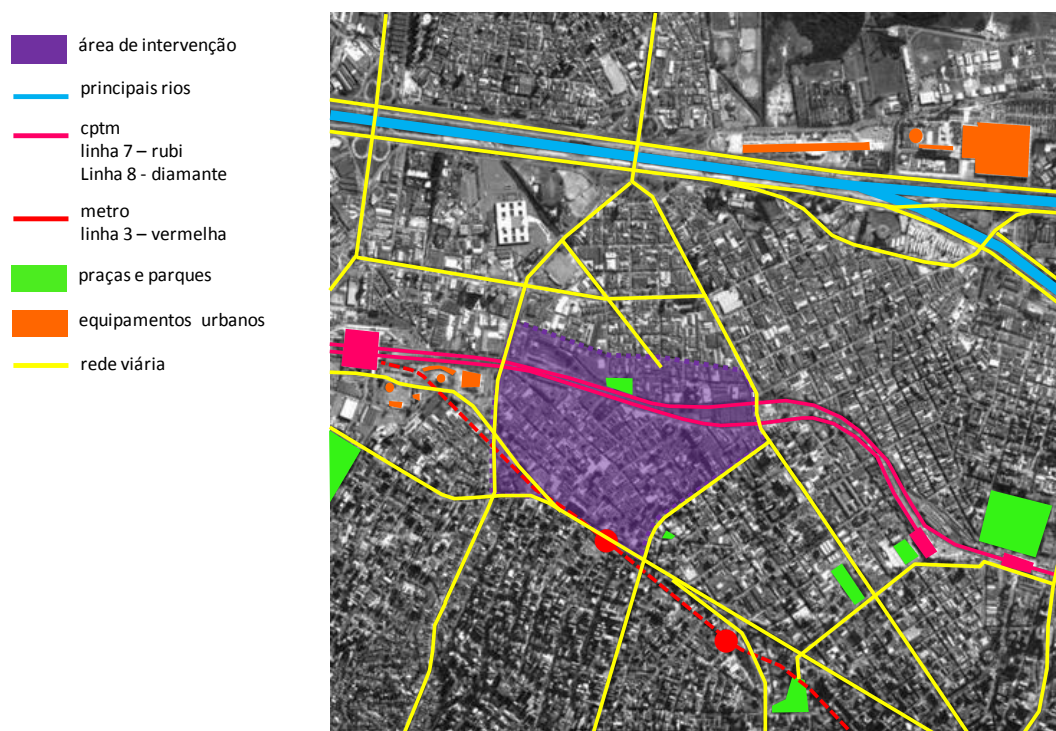 área de intervenção
principais rios
cptm
linha 7 – rubi
Linha 8 - diamante
metro
linha 3 – vermelha
praças e parques
equipamentos urbanos
rede viária